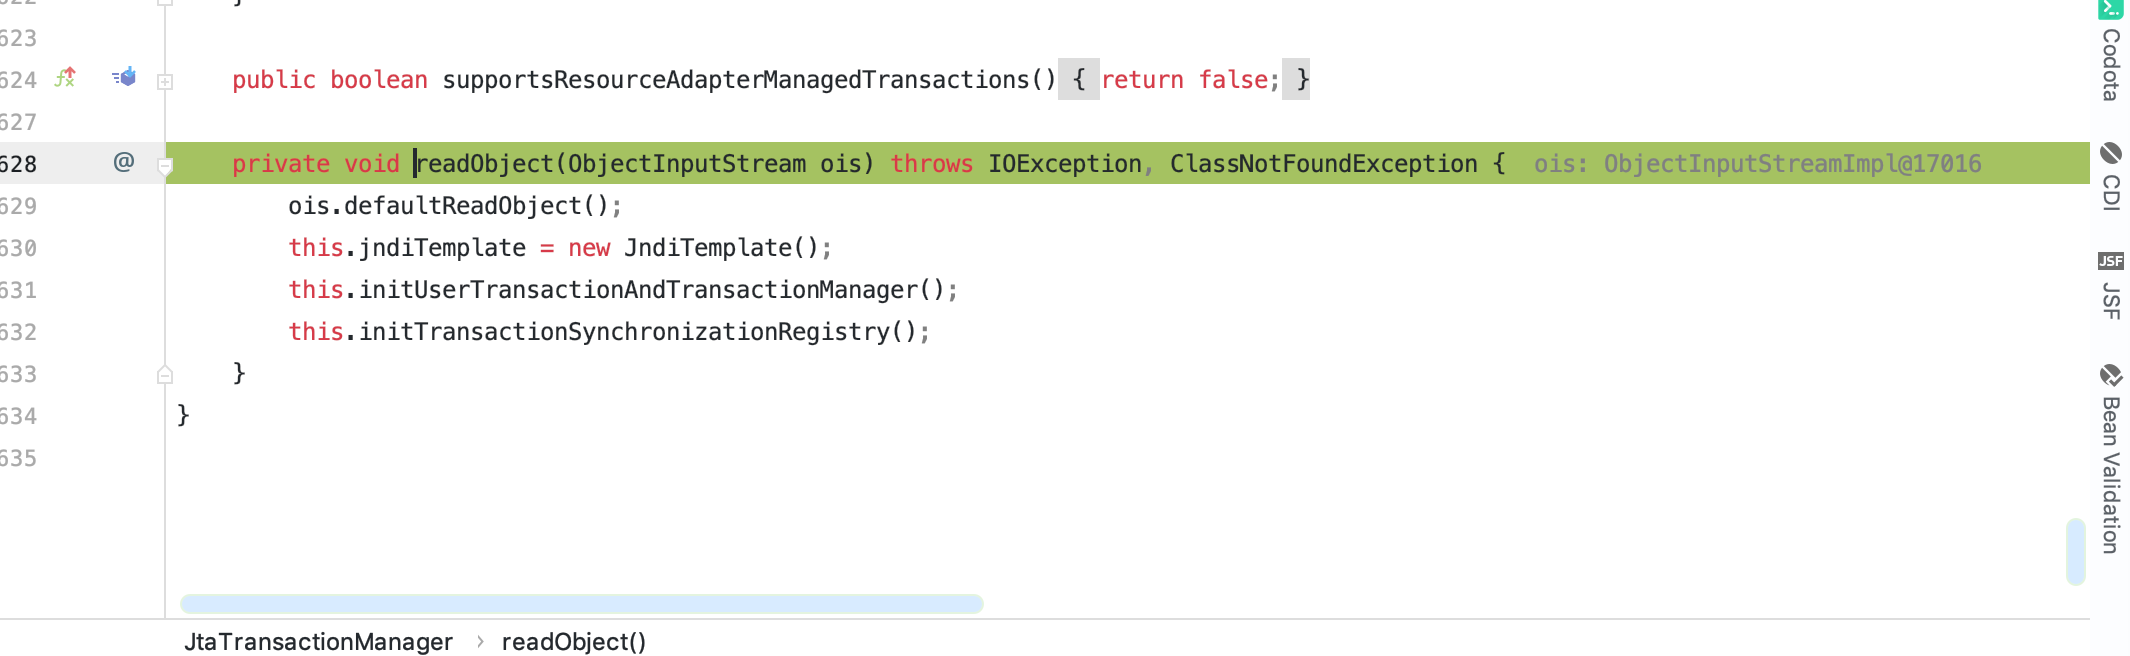 623
624 public boolean supportsResourceAdapterManagedTransactions() { return false; }
627
628 @ private void readObject(ObjectInputStream ois) throws IOException, ClassNotFoundException { ois: ObjectInputStreamImpl@17016
629 ois.defaultReadObject();
630 this.jndiTemplate = new JndiTemplate();
631 this.initUserTransactionAndTransactionManager();
632 this.initTransactionSynchronizationRegistry();
633 }
634 }
635
JtaTransactionManager › readObject()
Codota
CDI
JSF
JSF
Bean Validation